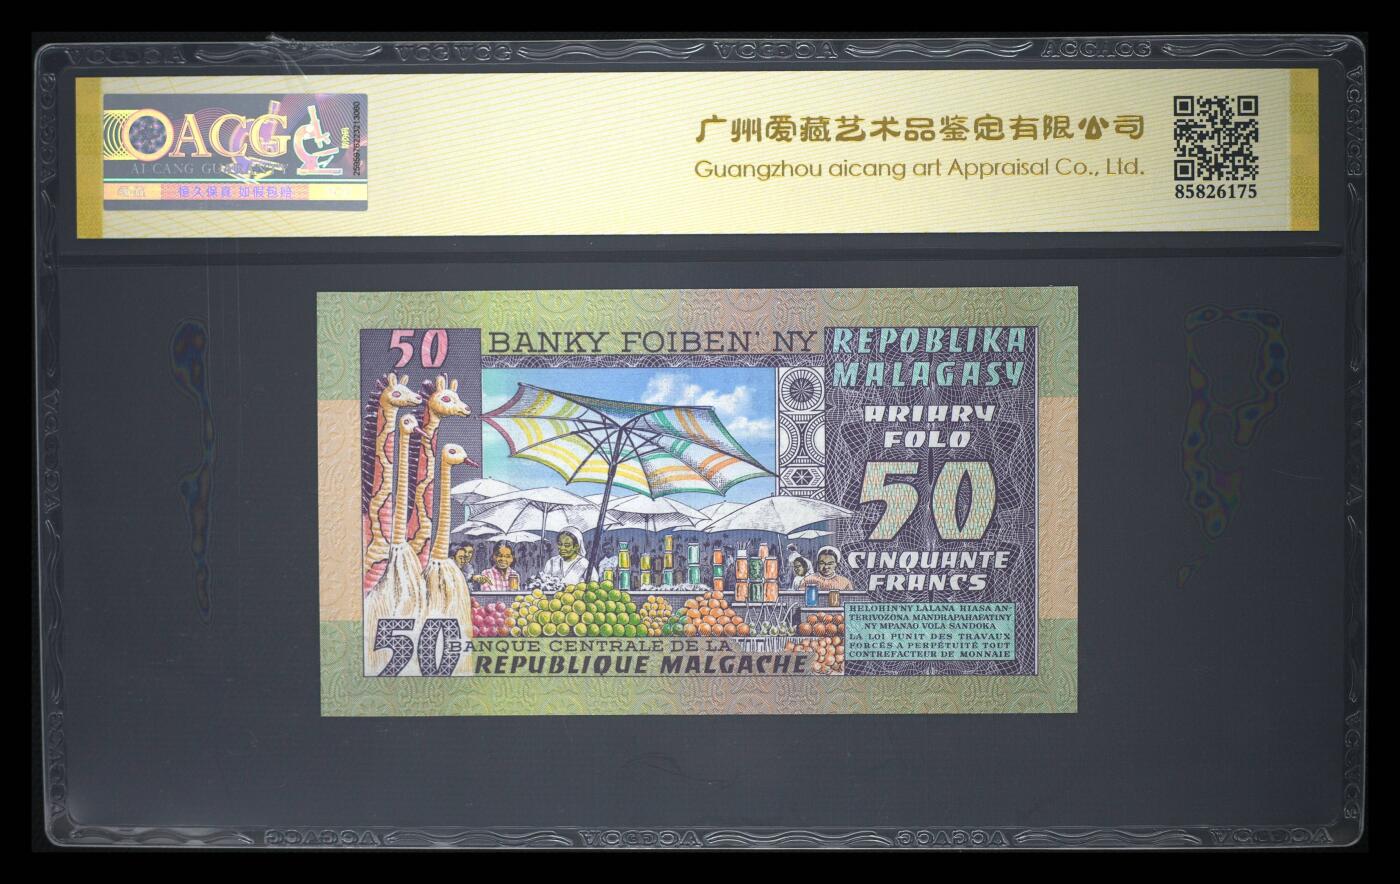 ACG
AI CANG GUARANTY
恒久保真 如假包赔
广州爱藏艺术品鉴定有限公司
Guangzhou aicang art Appraisal Co., Ltd.
85826175
50
BANKY FOIBEN' NY
REPOBLIKA
MALAGASY
ARIARY
FOLO
50
CINQUANTE
FRANCS
HELOHIN'NY LALANA HIASA AN-
TERIVOZONA MANDRAPAHAFATINY
NY MPANAO VOLA SANDOKA
LA LOI PUNIT DES TRAVAUX
FORCÉS A PERPÉTUITÉ TOUT
CONTREFACTEUR DE MONNAIE
50
BANQUE CENTRALE DE LA
REPUBLIQUE MALGACHE